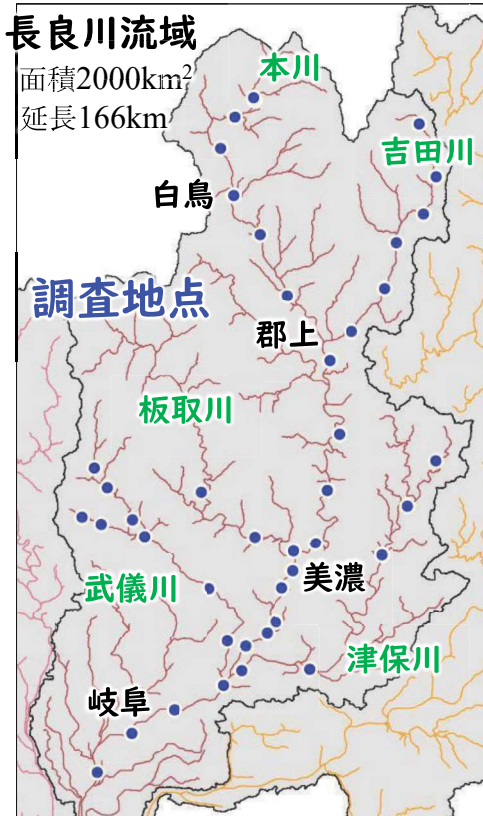 長良川流域
面積2000km²
延長166km
本川
吉田川
白鳥
調査地点
郡上
板取川
美濃
武儀川
津保川
岐阜